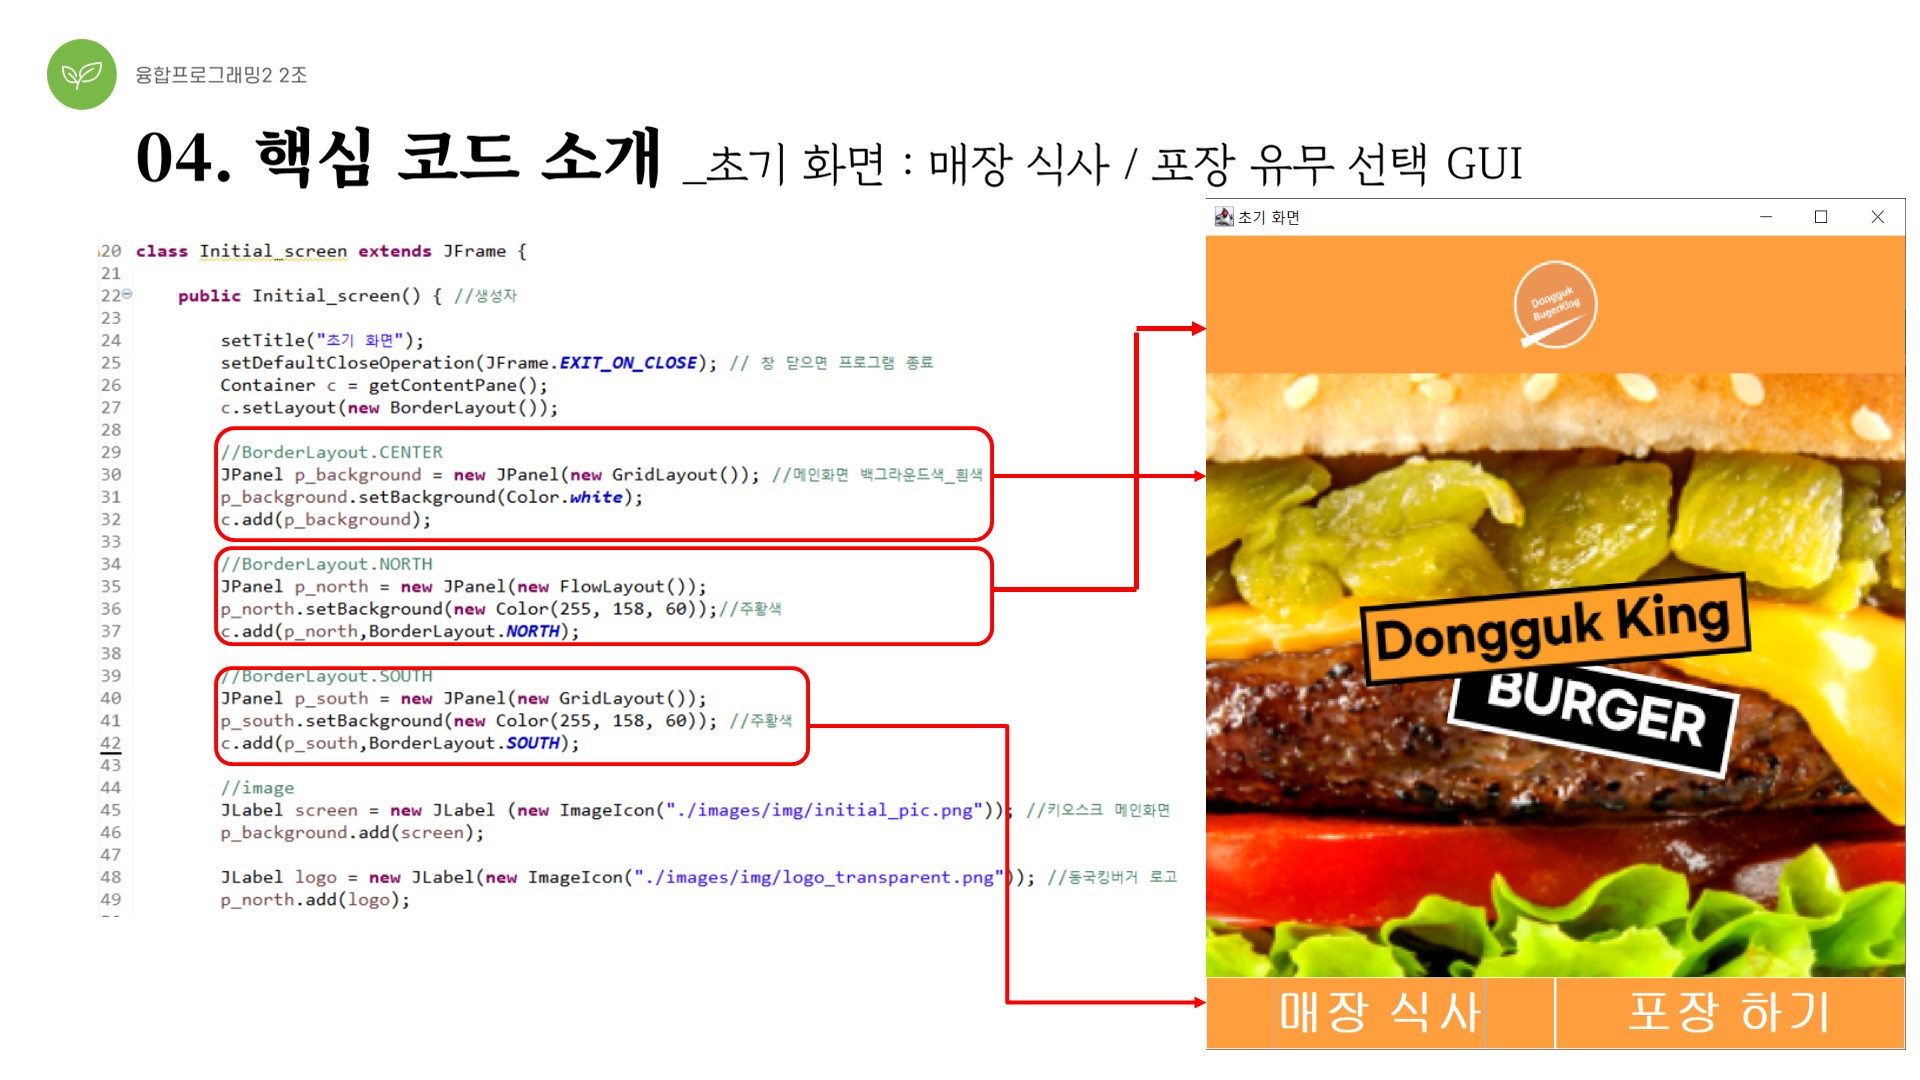 융합프로그래밍2 2조
04. 핵심 코드 소개 _초기 화면 : 매장 식사 / 포장 유무 선택 GUI
20 class Initial_screen extends JFrame {
21
22 public Initial_screen() { //생성자
23
24 setTitle("초기 화면");
25 setDefaultCloseOperation(JFrame.EXIT_ON_CLOSE); // 창 닫으면 프로그램 종료
26 Container c = getContentPane();
27 c.setLayout(new BorderLayout());
28
29 //BorderLayout.CENTER
30 JPanel p_background = new JPanel(new GridLayout()); //메인화면 백그라운드색_흰색
31 p_background.setBackground(Color.white);
32 c.add(p_background);
33
34 //BorderLayout.NORTH
35 JPanel p_north = new JPanel(new FlowLayout());
36 p_north.setBackground(new Color(255, 158, 60));//주황색
37 c.add(p_north,BorderLayout.NORTH);
38
39 //BorderLayout.SOUTH
40 JPanel p_south = new JPanel(new GridLayout());
41 p_south.setBackground(new Color(255, 158, 60)); //주황색
42 c.add(p_south,BorderLayout.SOUTH);
43
44 //image
45 JLabel screen = new JLabel (new ImageIcon("./images/img/initial_pic.png")); //키오스크 메인화면
46 p_background.add(screen);
47
48 JLabel logo = new JLabel(new ImageIcon("./images/img/logo_transparent.png")); //동국킹버거 로고
49 p_north.add(logo);
초기 화면
Dongguk
BugerKing
Dongguk King
BURGER
매장 식사
포장 하기